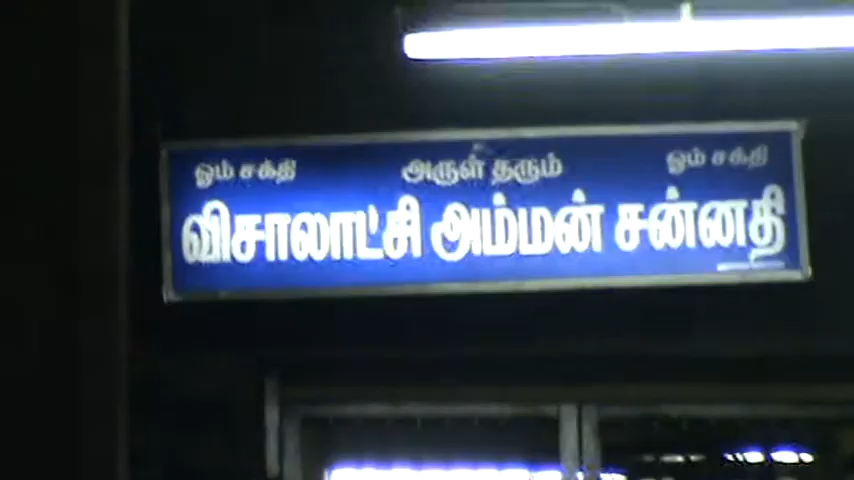 ஓம் சக்தி அருள் தரும் ஓம் சக்தி
விசாலாட்சி அம்மன் சன்னதி